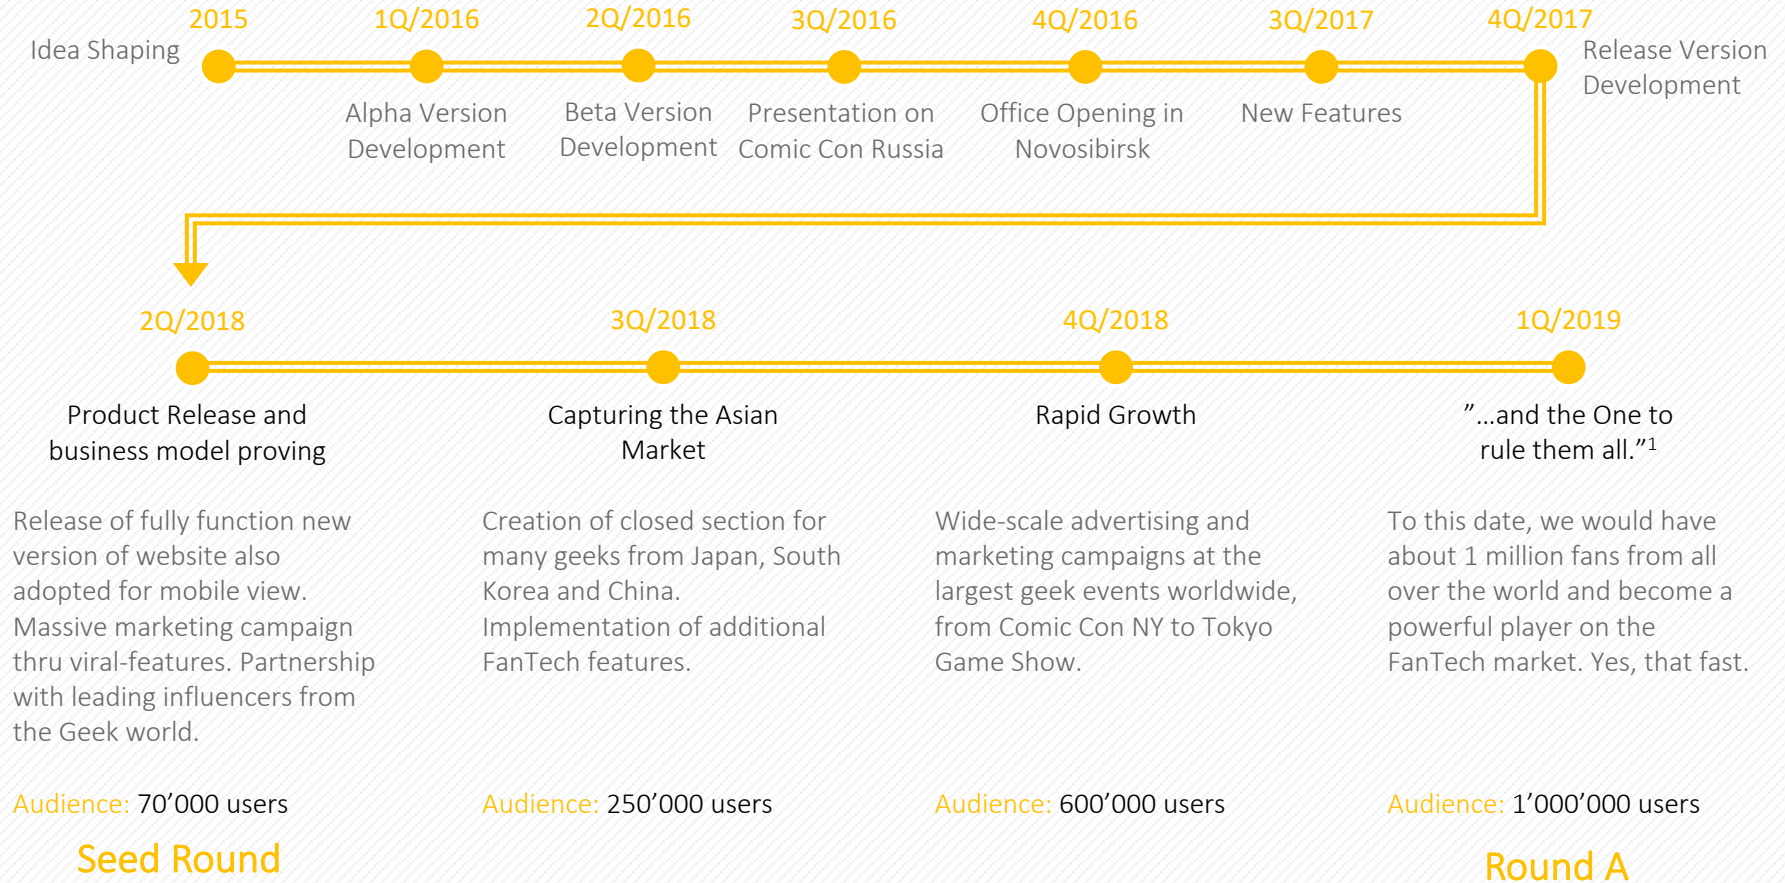 2015
1Q/2016
2Q/2016
3Q/2016
4Q/2016
3Q/2017
4Q/2017
Idea Shaping
Alpha Version
Development
Beta Version
Development
Presentation on
Comic Con Russia
Office Opening in
Novosibirsk
New Features
Release Version
Development
2Q/2018
Product Release and
business model proving
Release of fully function new
version of website also
adopted for mobile view.
Massive marketing campaign
thru viral-features. Partnership
with leading influencers from
the Geek world.
Audience: 70’000 users
Seed Round
3Q/2018
Capturing the Asian
Market
Creation of closed section for
many geeks from Japan, South
Korea and China.
Implementation of additional
FanTech features.
Audience: 250’000 users
4Q/2018
Rapid Growth
Wide-scale advertising and
marketing campaigns at the
largest geek events worldwide,
from Comic Con NY to Tokyo
Game Show.
Audience: 600’000 users
1Q/2019
”...and the One to
rule them all.”¹
To this date, we would have
about 1 million fans from all
over the world and become a
powerful player on the
FanTech market. Yes, that fast.
Audience: 1’000’000 users
Round A